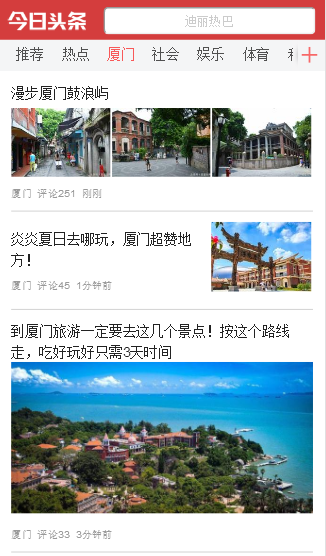 今日头条
迪丽热巴
推荐 热点 厦门 社会 娱乐 体育
漫步厦门鼓浪屿
厦门 评论251 刚刚
炎炎夏日去哪玩，厦门超赞地
方！
厦门 评论45 1分钟前
到厦门旅游一定要去这几个景点！按这个路线
走，吃好玩好只需3天时间
厦门 评论33 3分钟前